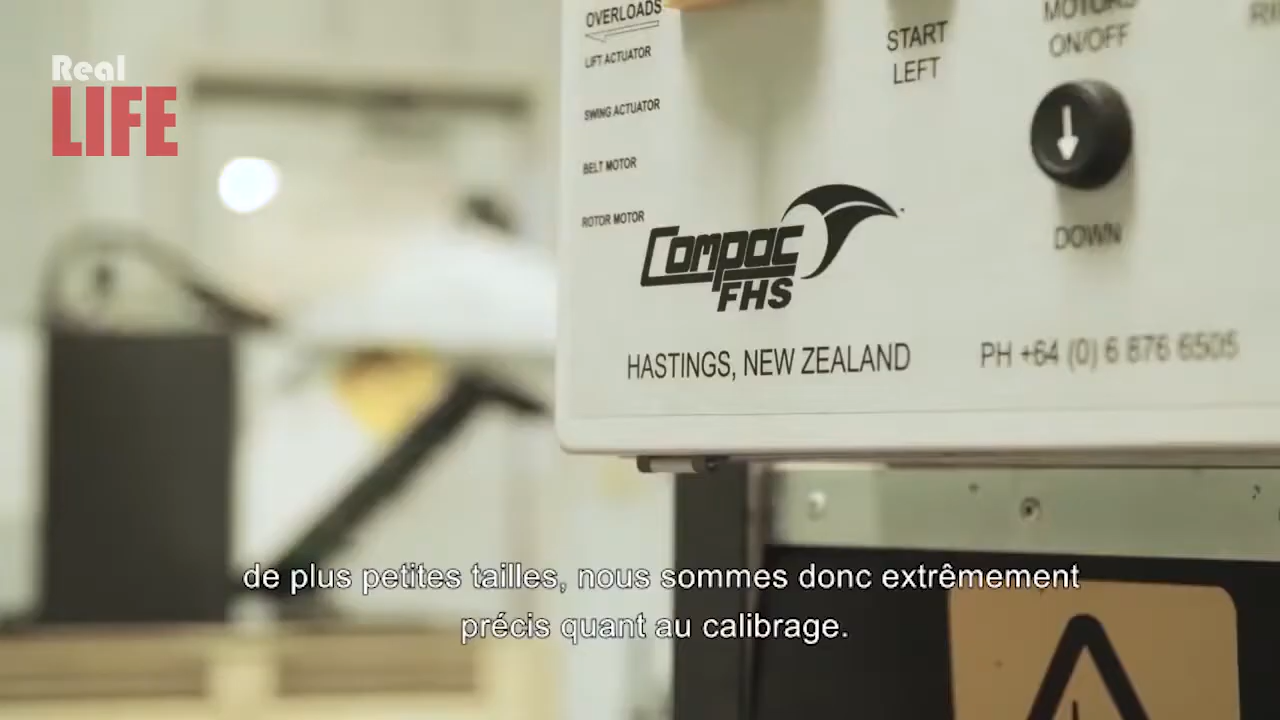 Real
LIFE
OVERLOADS
LIFT ACTUATOR
SWING ACTUATOR
BELT MOTOR
ROTOR MOTOR
START
LEFT
MOTORS
ON/OFF
DOWN
Compac
FHS
HASTINGS, NEW ZEALAND
PH +64 (0) 6 876 6505
de plus petites tailles, nous sommes donc extrêmement
précis quant au calibrage.